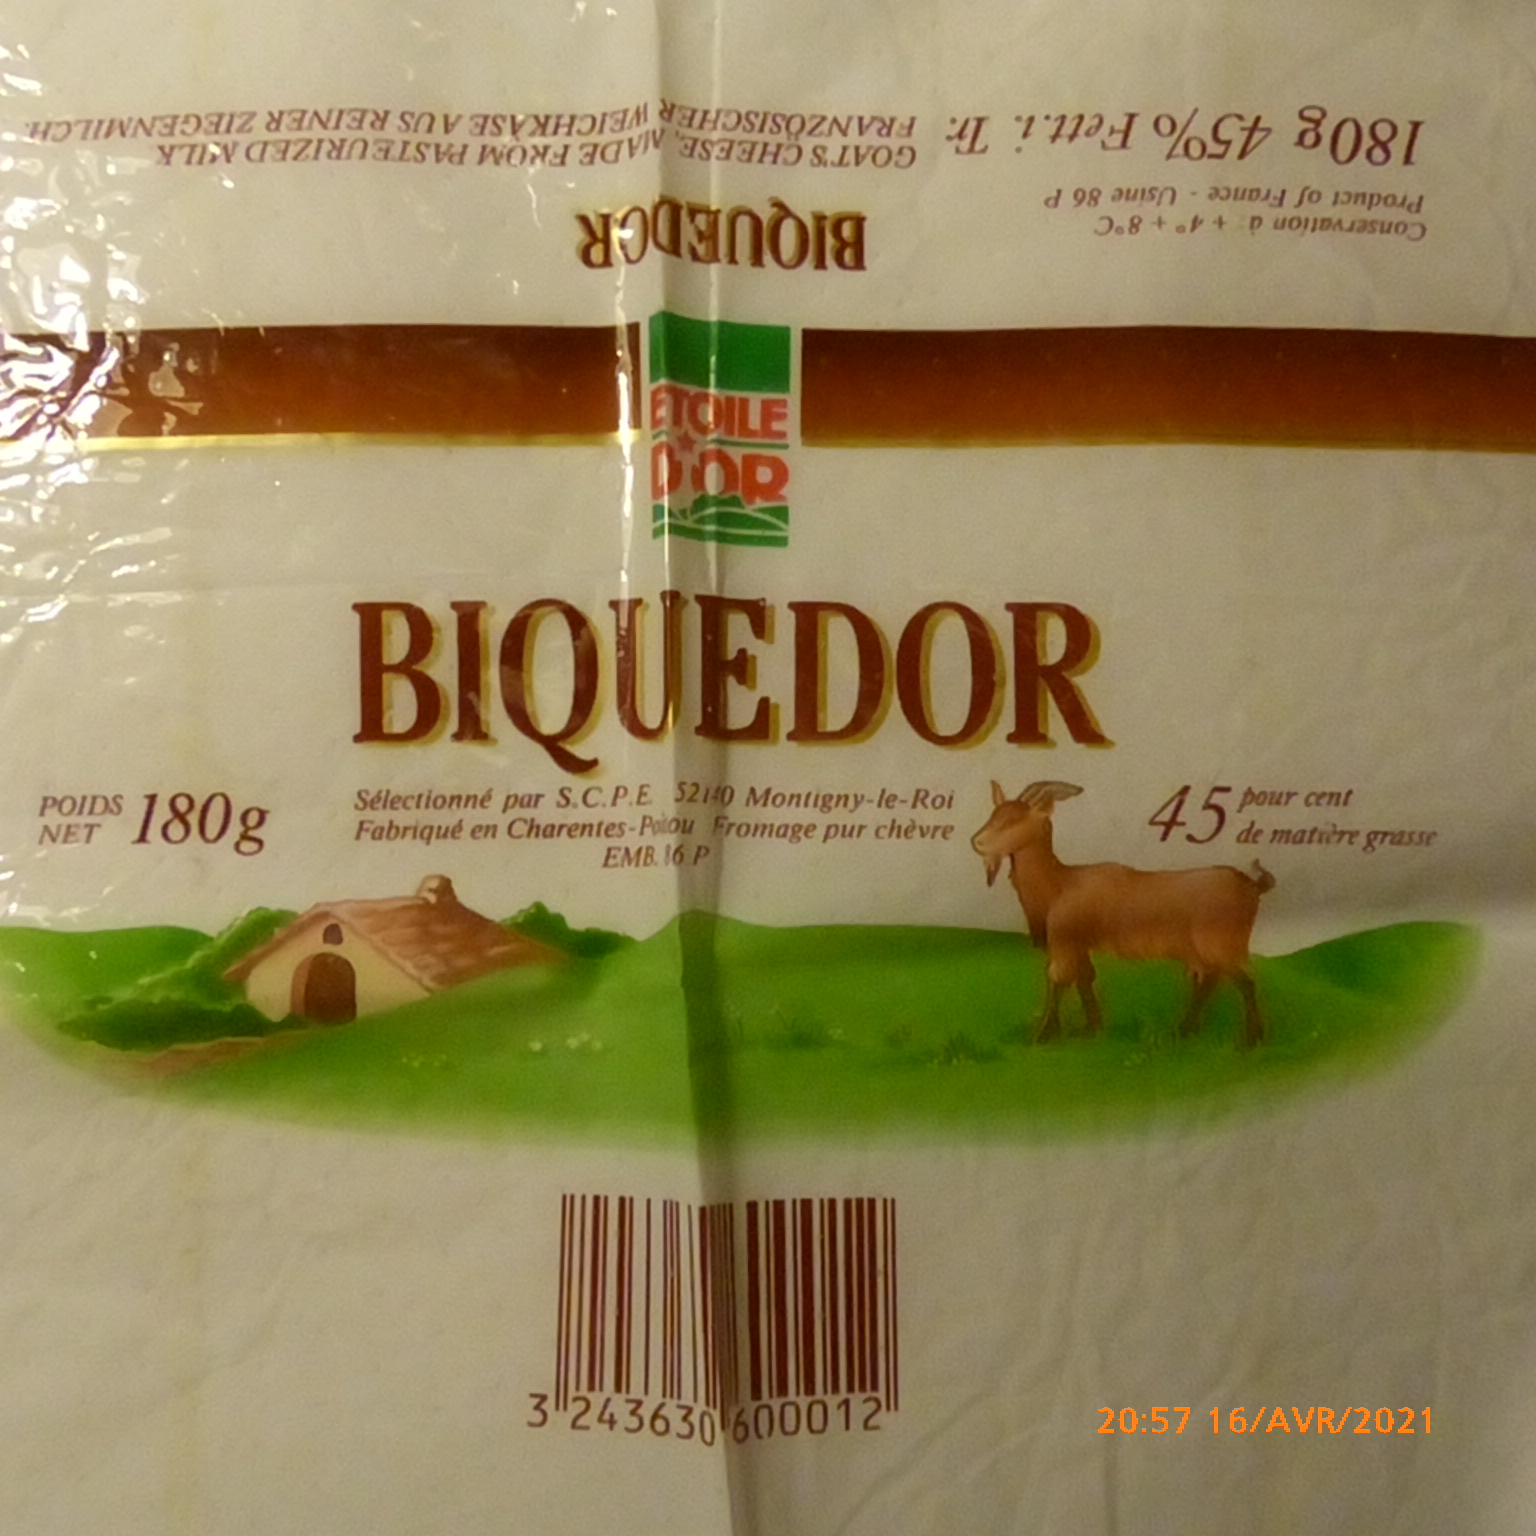 180g 45% Fett.i. Tr.
FRANZÖSISCHER WEICHKÄSE AUS REINER ZIEGENMILCH.
GOAT'S CHEESE, MADE FROM PASTEURIZED MILK
Product of France - Usine 86 P
Conservation à : + 4° + 8°C
BIQUEDOR
ETOILE
D'OR
BIQUEDOR
POIDS
NET 180g
Sélectionné par S.C.P.E. 52140 Montigny-le-Roi
Fabriqué en Charentes-Poitou Fromage pur chèvre
EMB. 86 P
45 pour cent
de matière grasse
3 243630 600012
20:57 16/AVR/2021